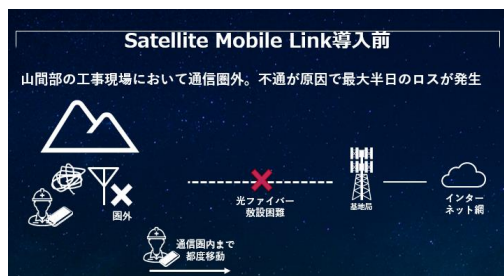 Satellite Mobile Link導入前
山間部の工事現場において通信圏外。不通が原因で最大半日のロスが発生
圏外
光ファイバー
敷設困難
基地局
インター
ネット網
通信圏内まで
都度移動